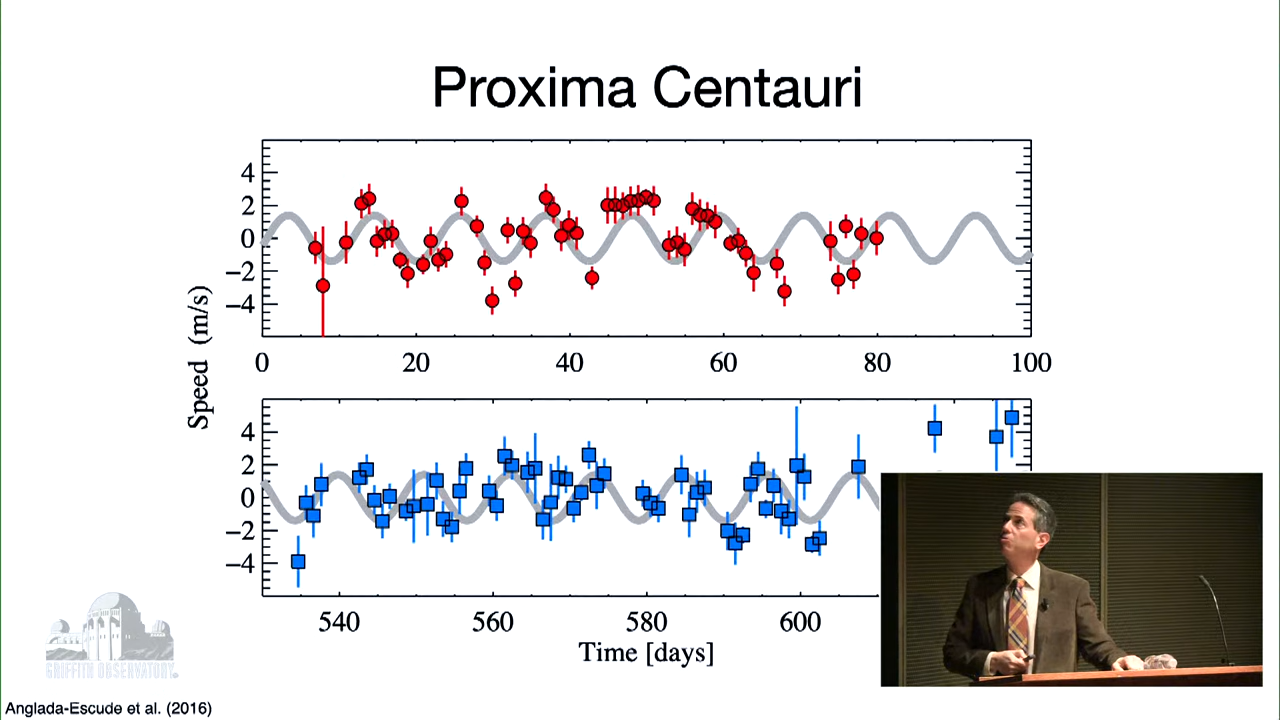 Proxima Centauri
4
2
0
−2
−4
0 20 40 60 80 100
Speed (m/s)
4
2
0
−2
−4
540 560 580 600
Time [days]
GRIFFITH OBSERVATORY
Anglada-Escude et al. (2016)